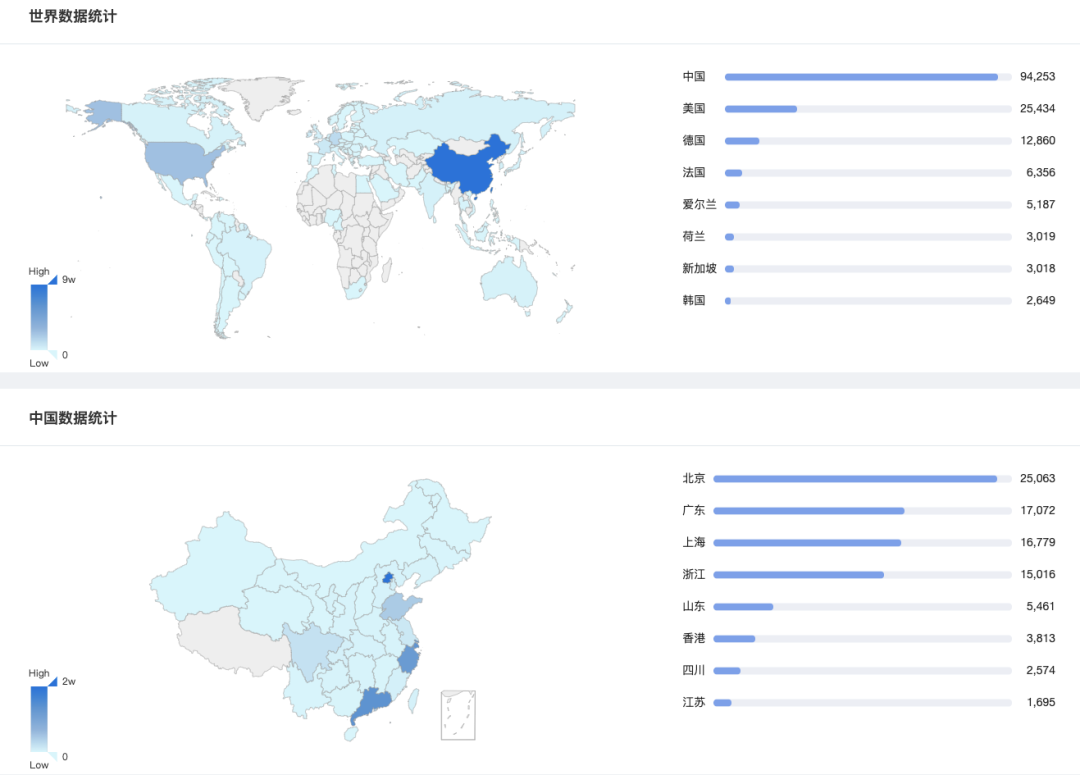 世界数据统计
中国 94,253
美国 25,434
德国 12,860
法国 6,356
爱尔兰 5,187
荷兰 3,019
新加坡 3,018
韩国 2,649
High
9w
0
Low
中国数据统计
北京 25,063
广东 17,072
上海 16,779
浙江 15,016
山东 5,461
香港 3,813
四川 2,574
江苏 1,695
High
2w
0
Low